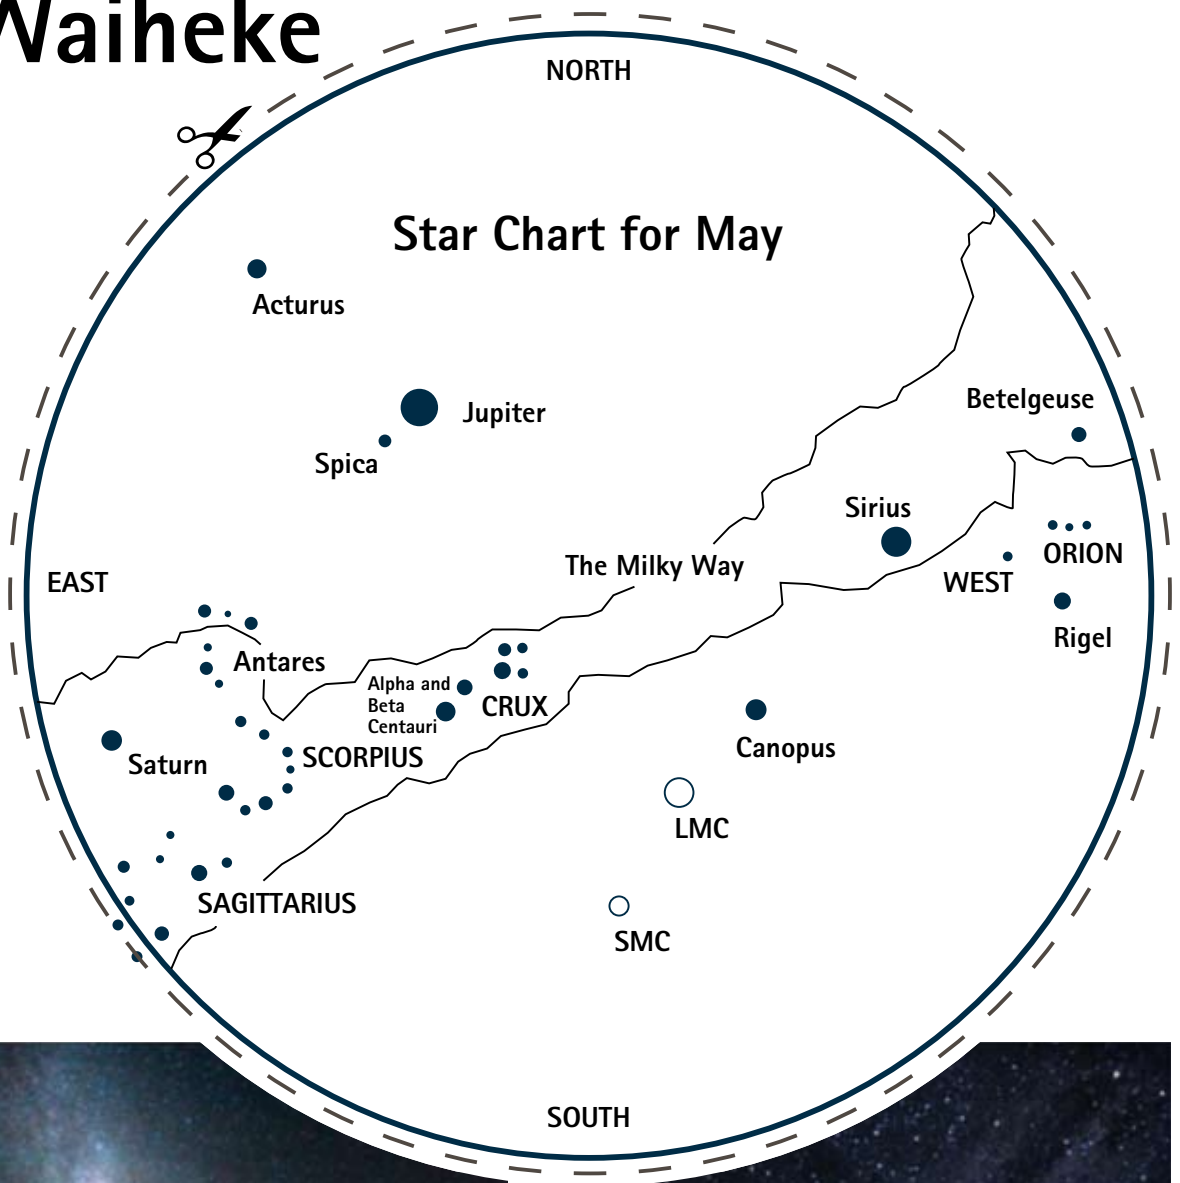 Waiheke
NORTH
Star Chart for May
Acturus
Betelgeuse
Jupiter
Spica
Sirius
ORION
The Milky Way
EAST
WEST
Rigel
Antares
Alpha and
Beta
Centauri
CRUX
Canopus
SCORPIUS
Saturn
LMC
SAGITTARIUS
SMC
SOUTH